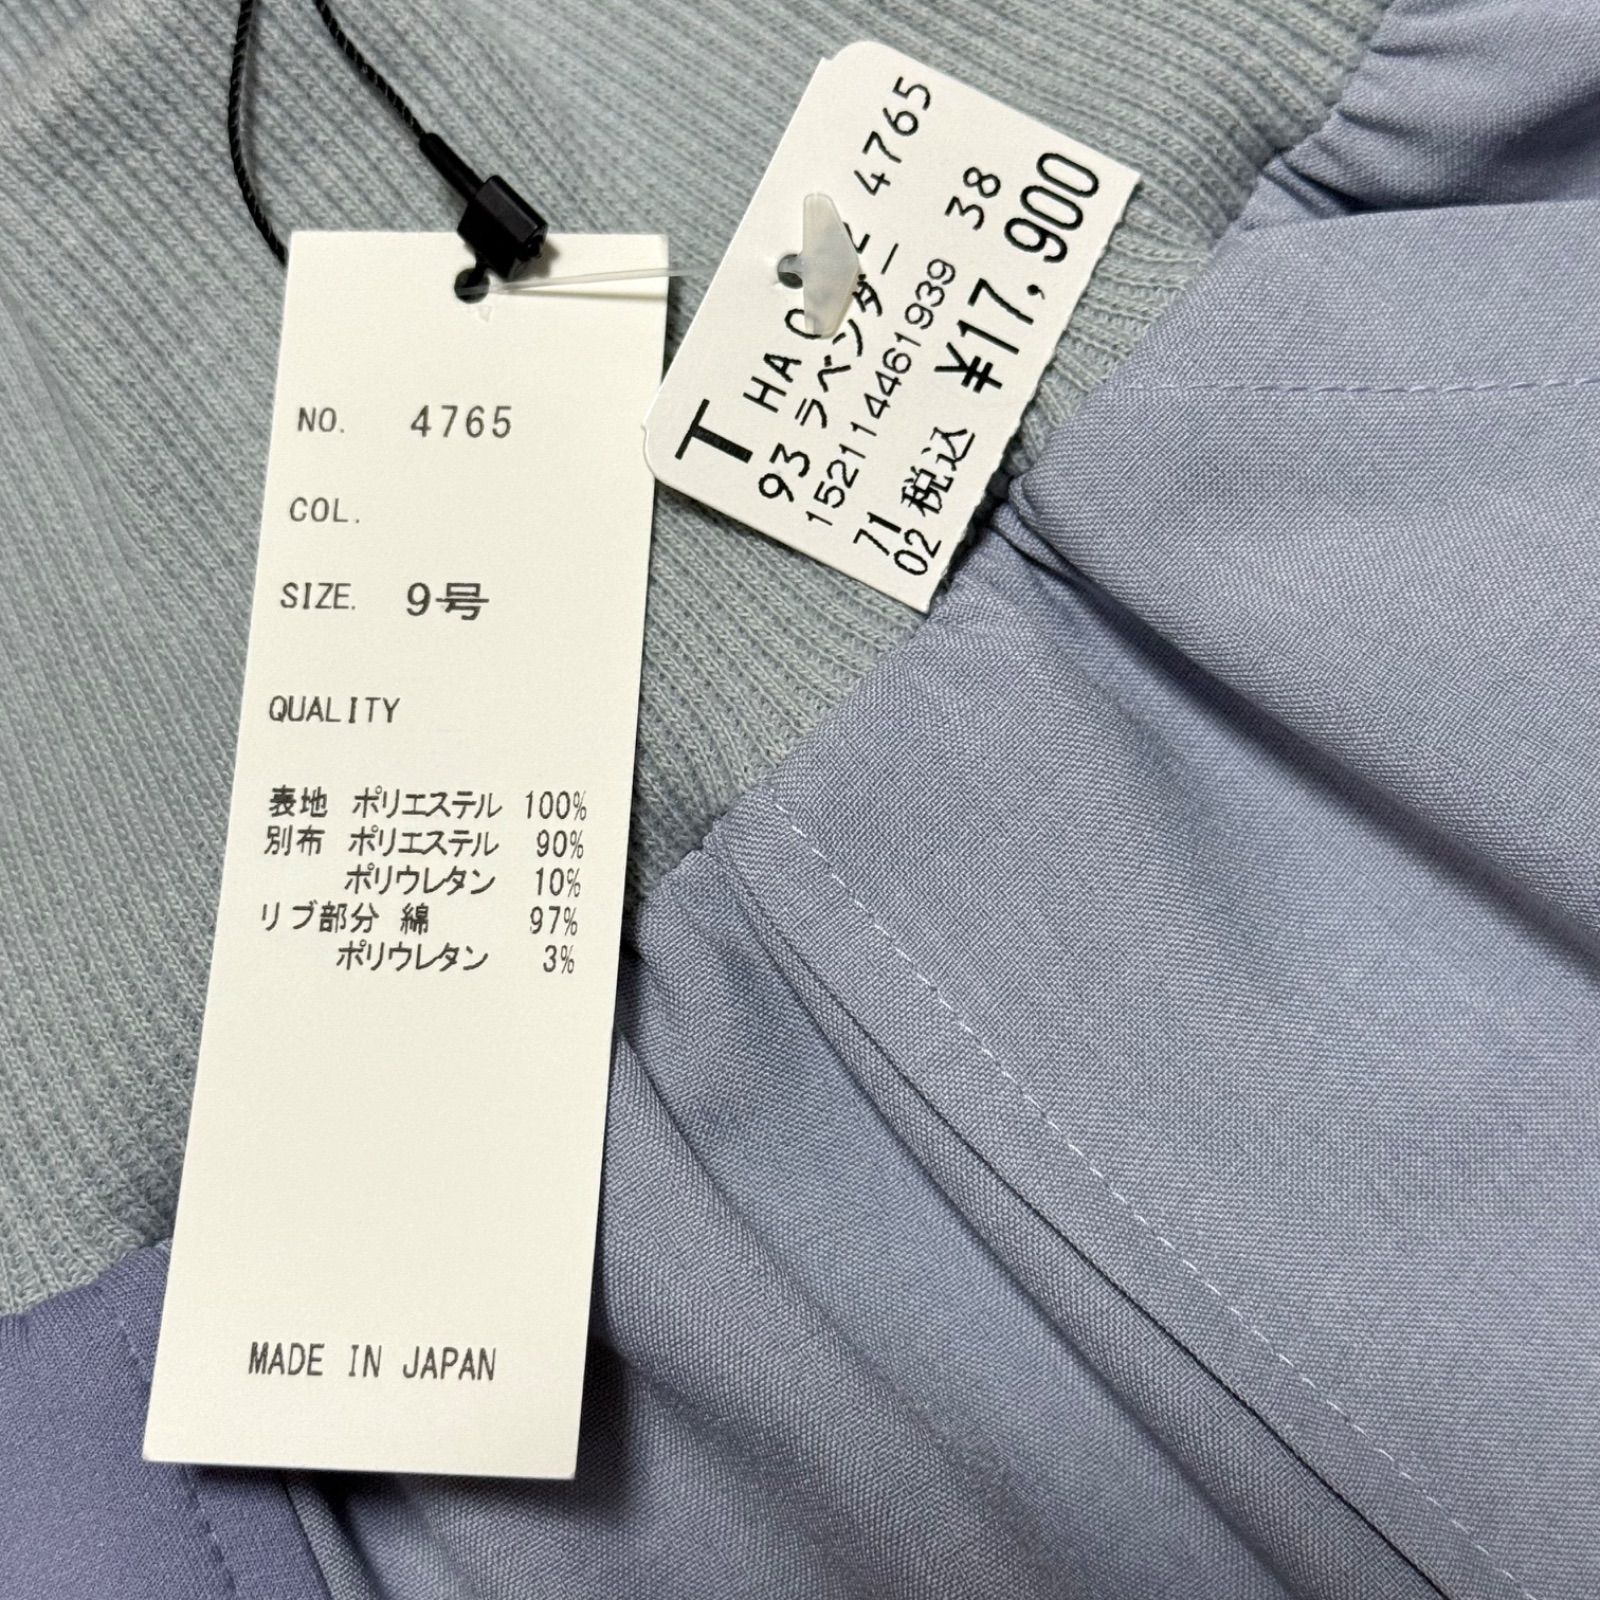 NO. 4765
COL.
SIZE. 9号
QUALITY
表地 ポリエステル 100%
別布 ポリエステル 90%
ポリウレタン 10%
リブ部分 綿 97%
ポリウレタン 3%
MADE IN JAPAN
T
HA 4765
93 ラベンダー
1521144619939 38
71
02 税込 ¥17,900